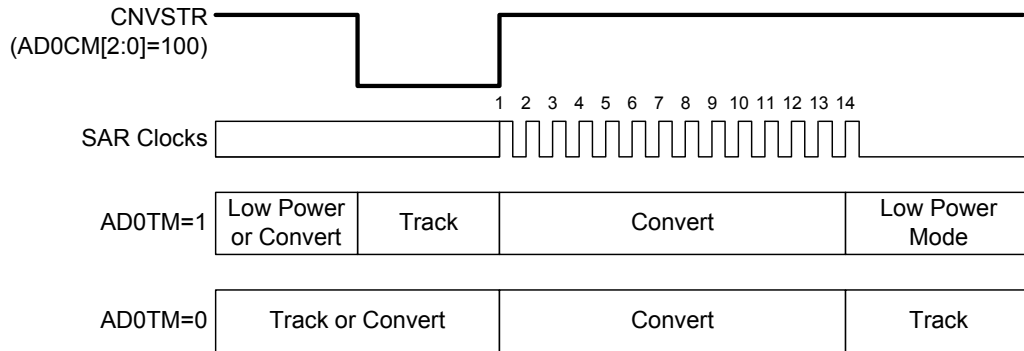 CNVSTR
(AD0CM[2:0]=100)
1 2 3 4 5 6 7 8 9 10 11 12 13 14
SAR Clocks
AD0TM=1
Low Power
or Convert
Track
Convert
Low Power
Mode
AD0TM=0
Track or Convert
Convert
Track